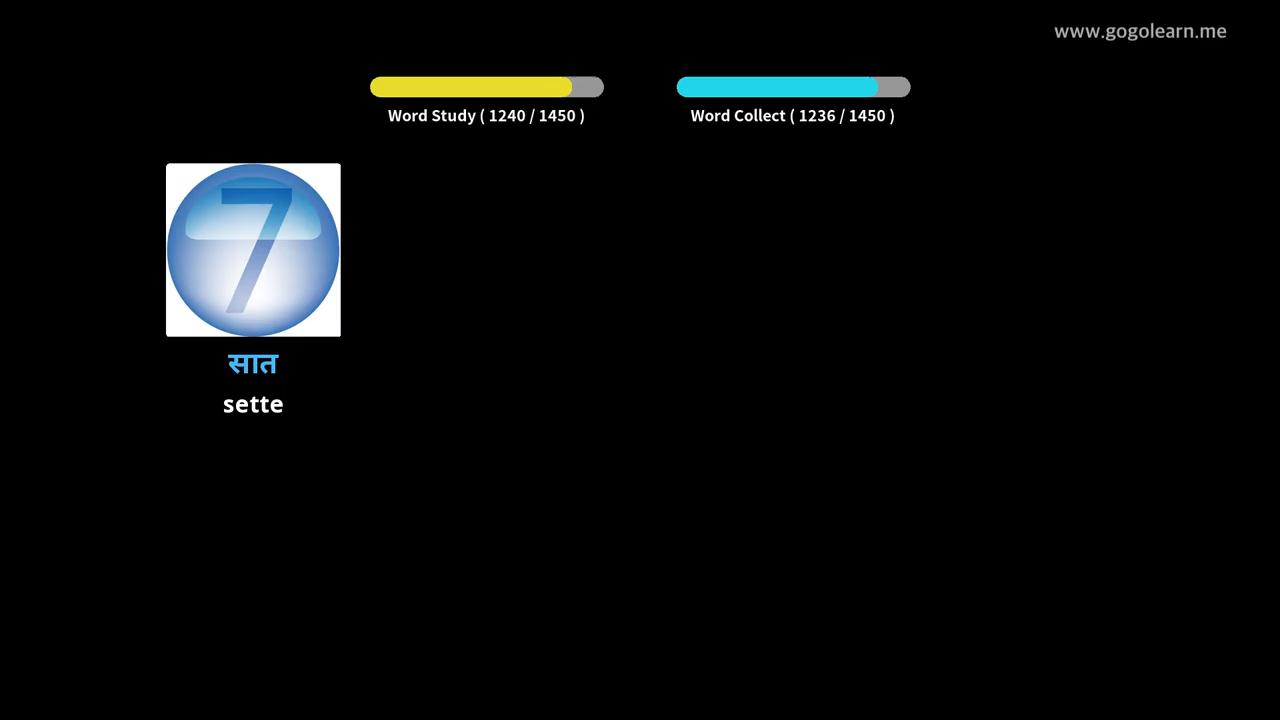 www.gogolearn.me
Word Study ( 1240 / 1450 )
Word Collect ( 1236 / 1450 )
7
सात
sette